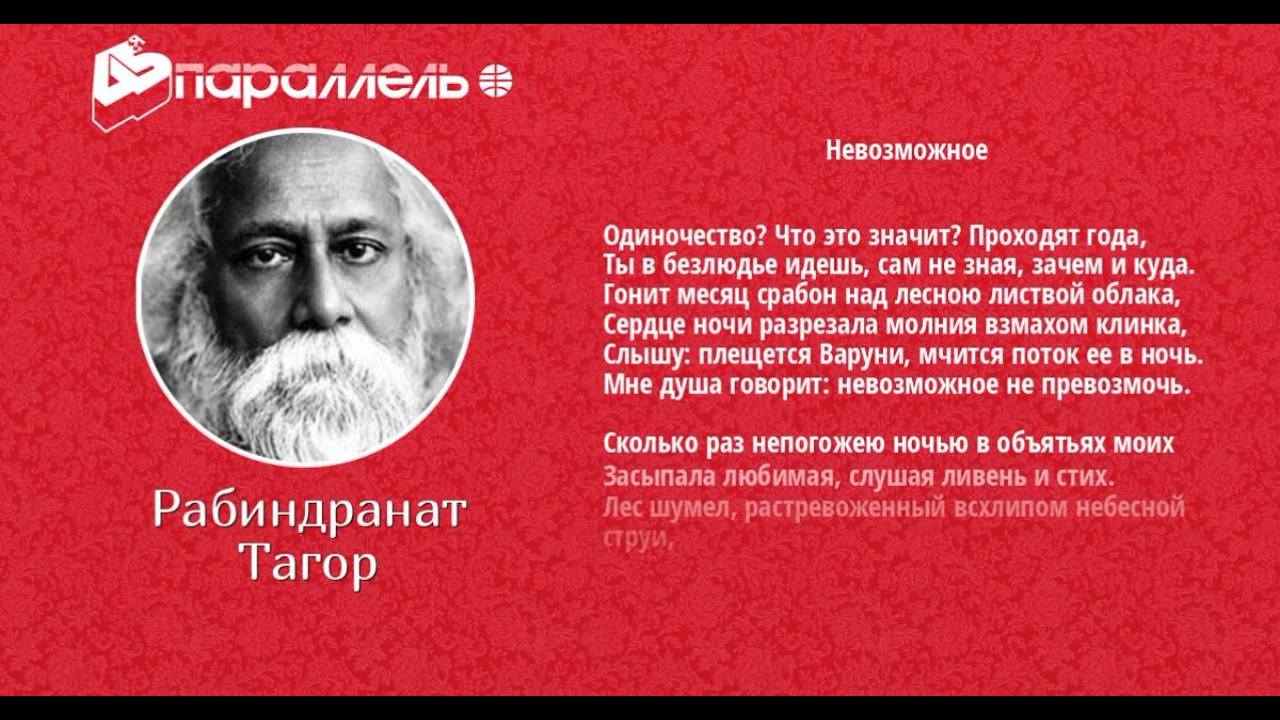 45параллель
Невозможное
Одиночество? Что это значит? Проходят года,
Ты в безлюдье идешь, сам не зная, зачем и куда.
Гонит месяц срабон над лесною листвой облака,
Сердце ночи разрезала молния взмахом клинка,
Слышу: плещется Варуни, мчится поток ее в ночь.
Мне душа говорит: невозможное не превозмочь.
Сколько раз непогожею ночью в объятьях моих
Засыпала любимая, слушая ливень и стих.
Лес шумел, растревоженный всхлипом небесной
струи,
Рабиндранат
Тагор